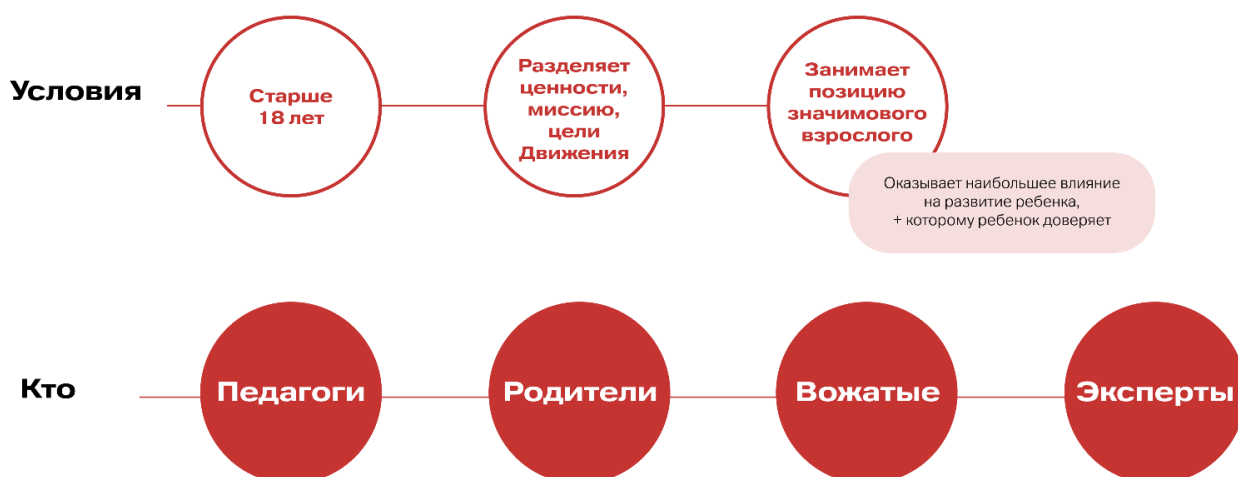 Условия
Старше
18 лет
Разделяет
ценности,
миссию,
цели
Движения
Занимает
позицию
значимового
взрослого
Оказывает наибольшее влияние
на развитие ребенка,
+ которому ребенок доверяет
Кто
Педагоги
Родители
Вожатые
Эксперты